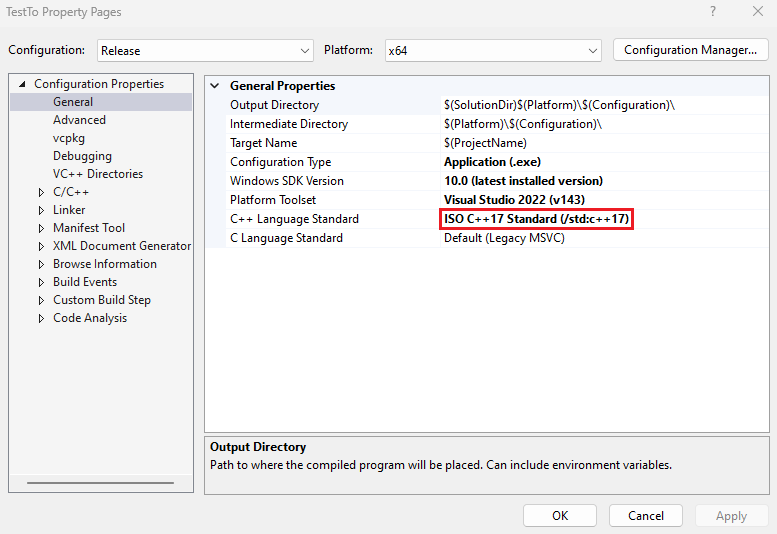 TestTo Property Pages
Configuration: Release Platform: x64 Configuration Manager...
Configuration Properties
General
Advanced
vcpkg
Debugging
VC++ Directories
C/C++
Linker
Manifest Tool
XML Document Generator
Browse Information
Build Events
Custom Build Step
Code Analysis
General Properties
Output Directory $(SolutionDir)$(Platform)\$(Configuration)\
Intermediate Directory $(Platform)\$(Configuration)\
Target Name $(ProjectName)
Configuration Type Application (.exe)
Windows SDK Version 10.0 (latest installed version)
Platform Toolset Visual Studio 2022 (v143)
C++ Language Standard ISO C++17 Standard (/std:c++17)
C Language Standard Default (Legacy MSVC)
Output Directory
Path to where the compiled program will be placed. Can include environment variables.
OK Cancel Apply